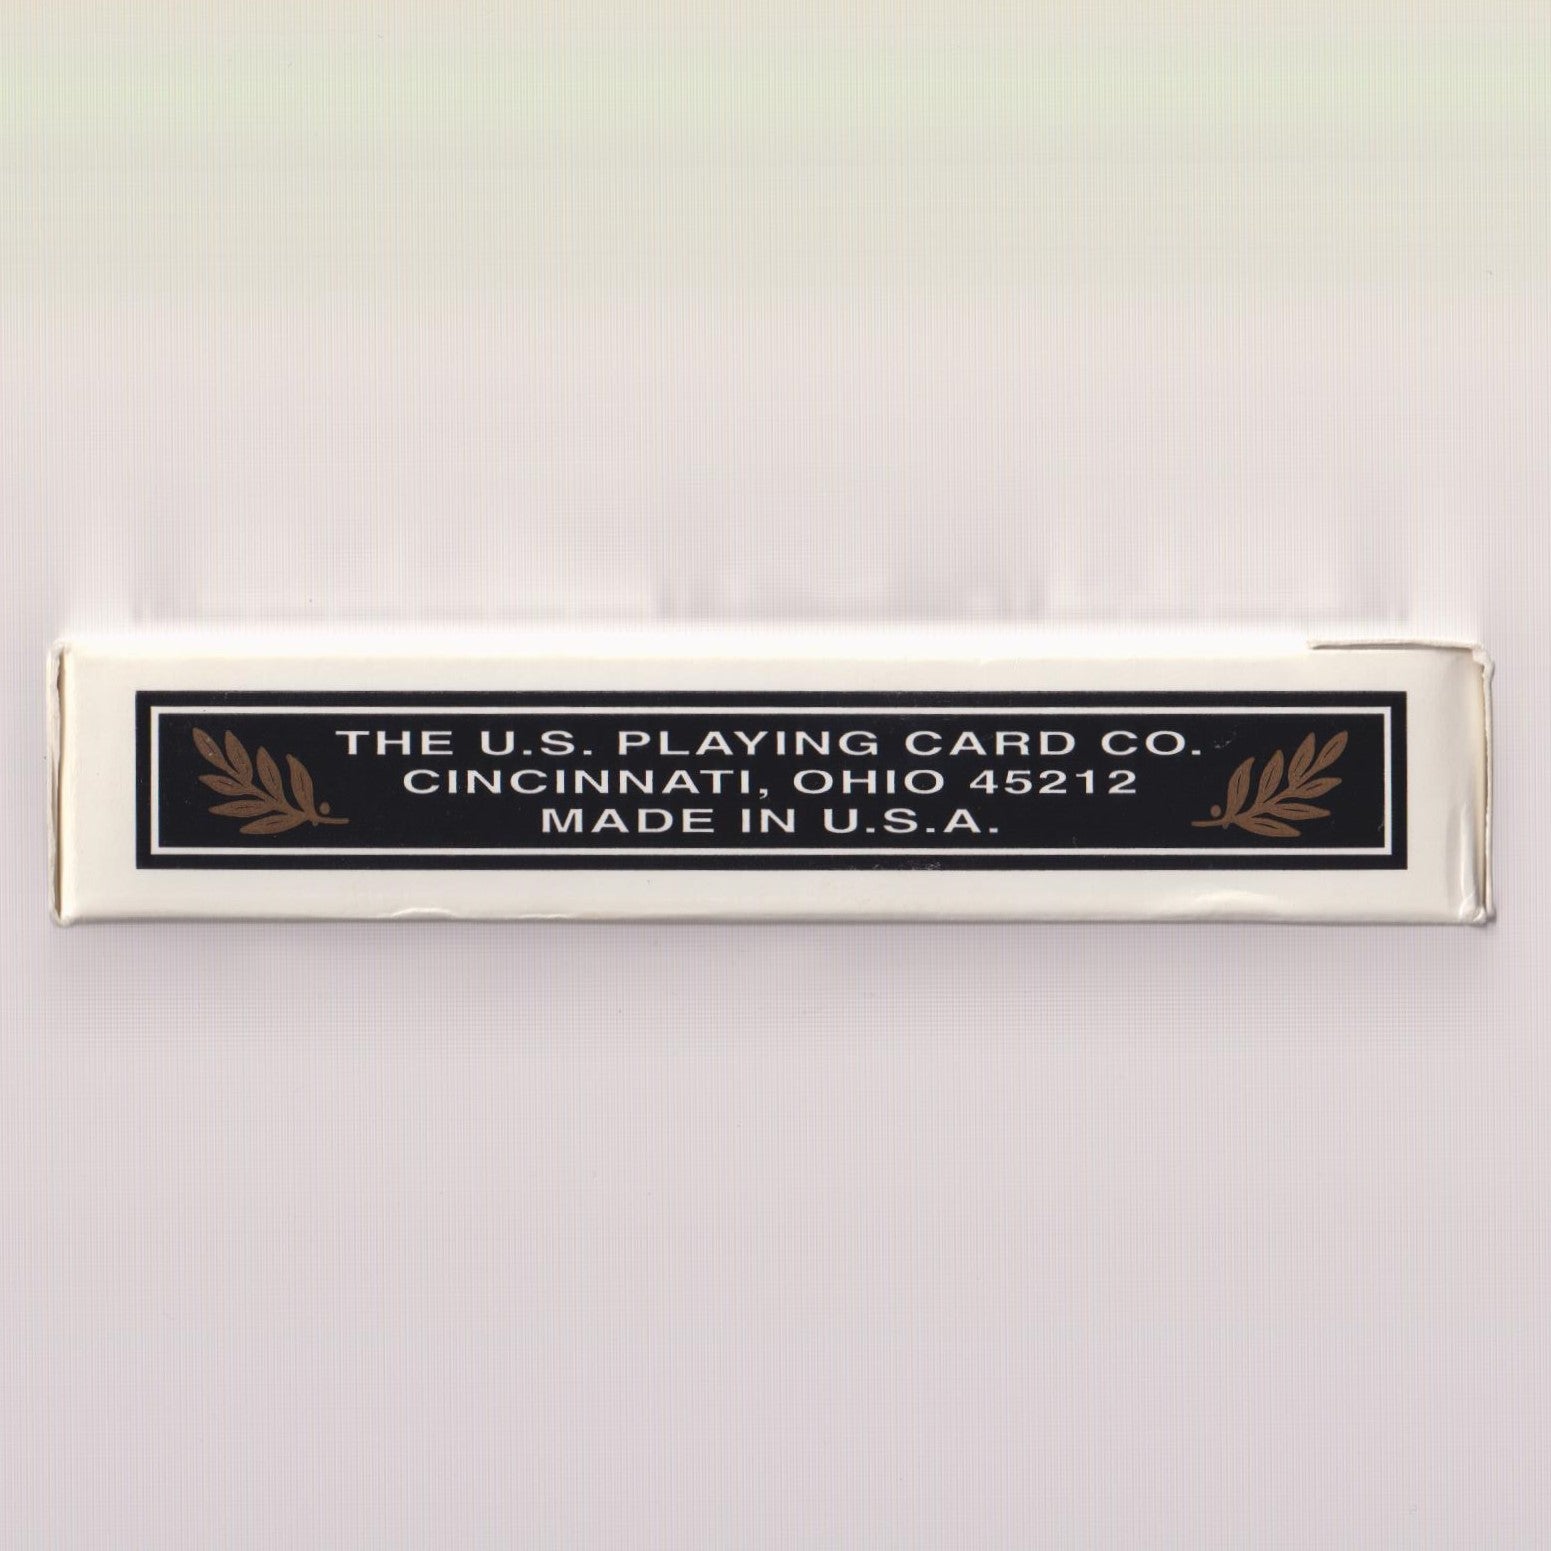 THE U.S. PLAYING CARD CO.
CINCINNATI, OHIO 45212
MADE IN U.S.A.